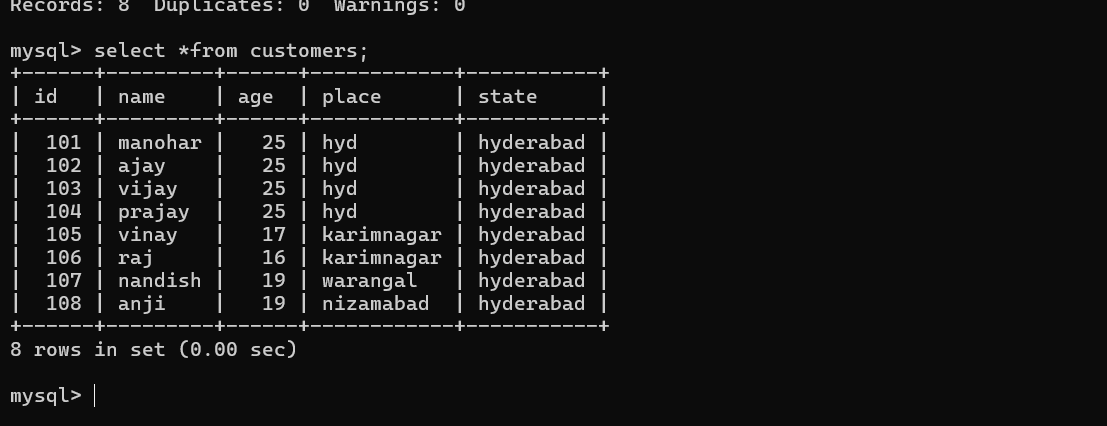 Records: 8  Duplicates: 0  Warnings: 0
mysql> select *from customers;
+------+---------+------+------------+-----------+
| id   | name    | age  | place      | state     |
+------+---------+------+------------+-----------+
|  101 | manohar |   25 | hyd        | hyderabad |
|  102 | ajay    |   25 | hyd        | hyderabad |
|  103 | vijay   |   25 | hyd        | hyderabad |
|  104 | prajay  |   25 | hyd        | hyderabad |
|  105 | vinay   |   17 | karimnagar | hyderabad |
|  106 | raj     |   16 | karimnagar | hyderabad |
|  107 | nandish |   19 | warangal   | hyderabad |
|  108 | anji    |   19 | nizamabad  | hyderabad |
+------+---------+------+------------+-----------+
8 rows in set (0.00 sec)
mysql>